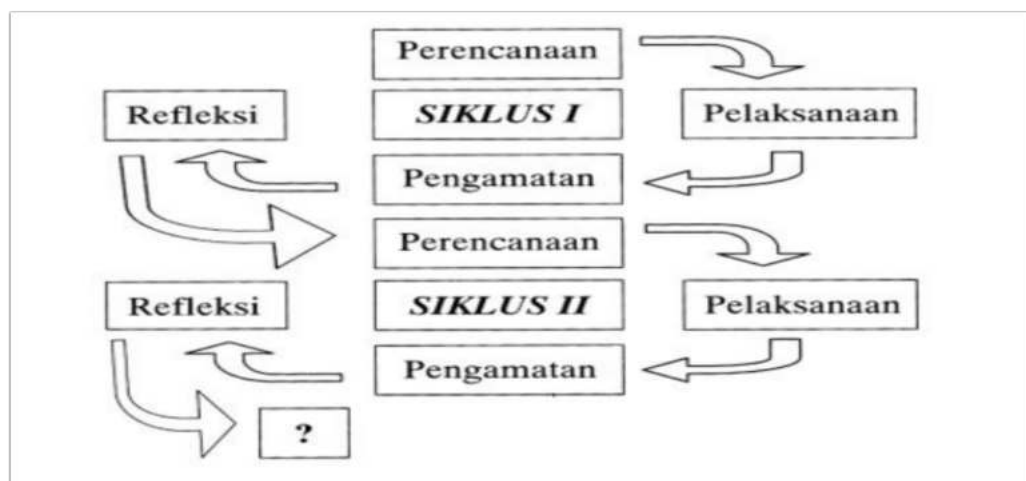 Perencanaan
Refleksi
SIKLUS I
Pelaksanaan
Pengamatan
Perencanaan
Refleksi
SIKLUS II
Pelaksanaan
Pengamatan
?